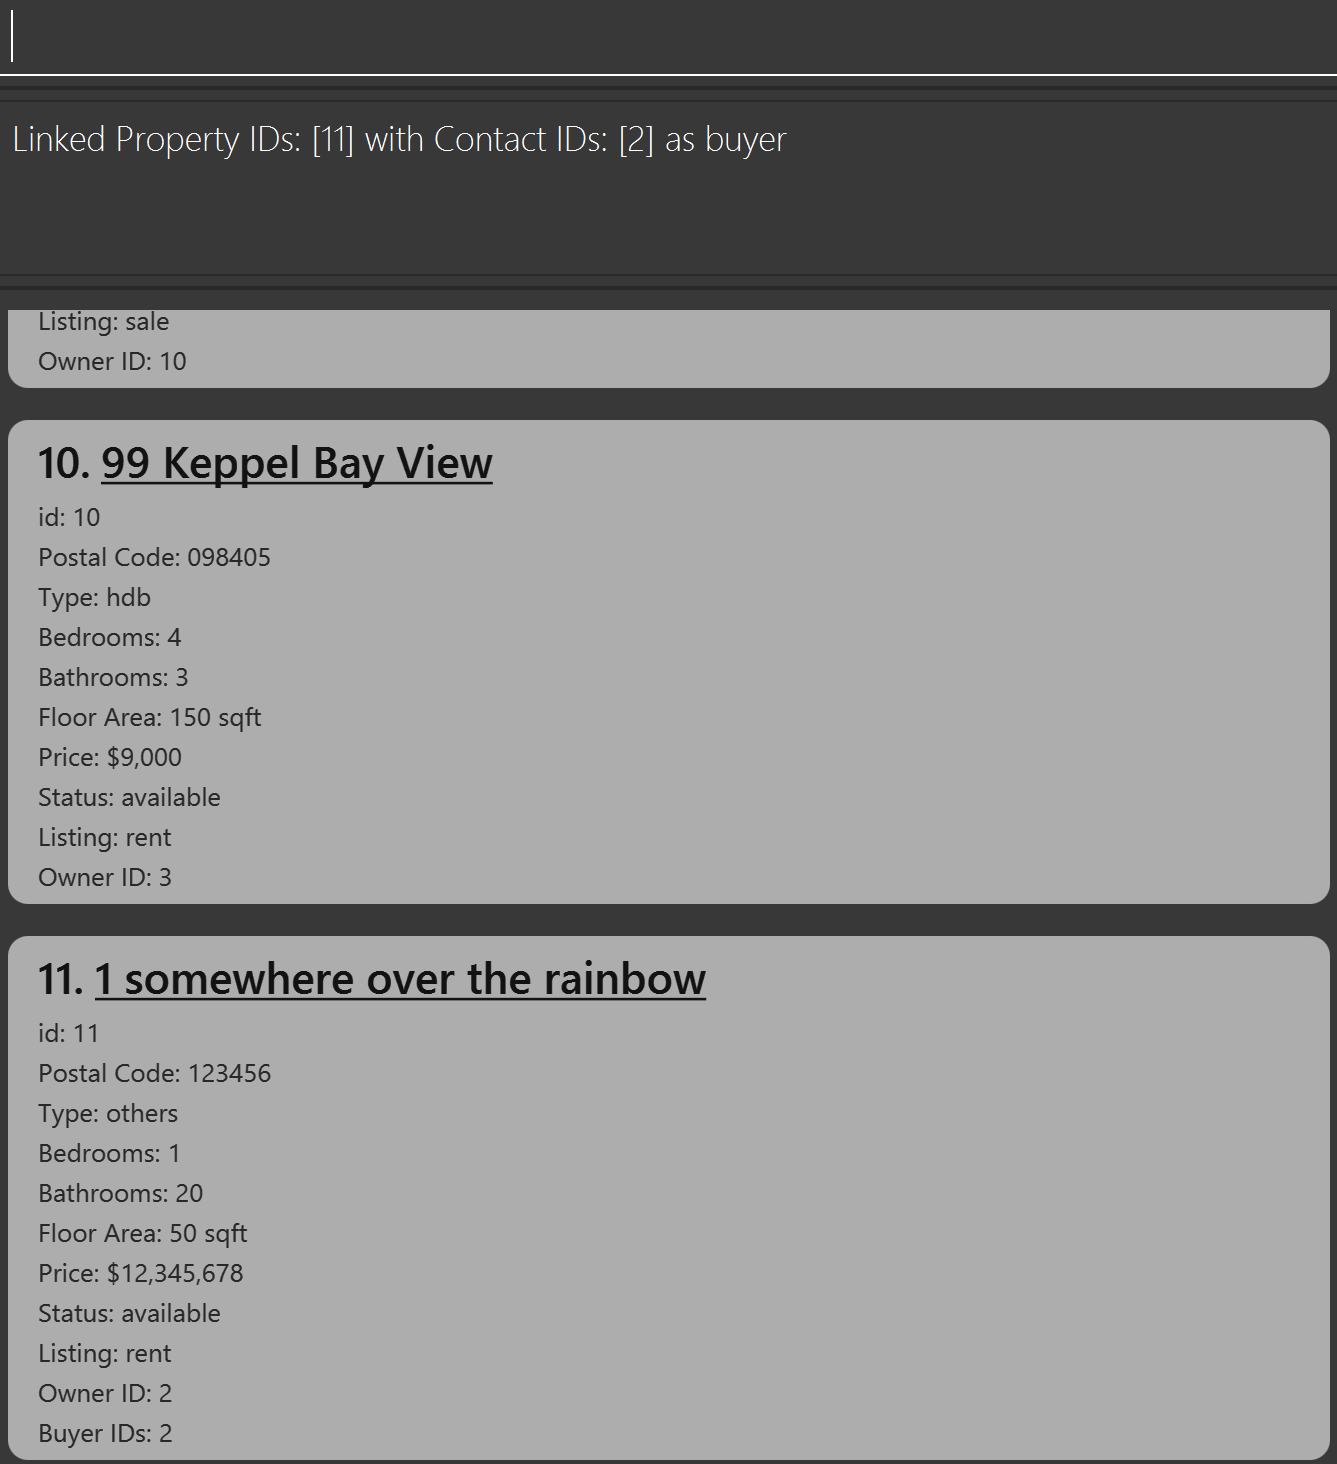 Linked Property IDs: [11] with Contact IDs: [2] as buyer
Listing: sale
Owner ID: 10
10. 99 Keppel Bay View
id: 10
Postal Code: 098405
Type: hdb
Bedrooms: 4
Bathrooms: 3
Floor Area: 150 sqft
Price: $9,000
Status: available
Listing: rent
Owner ID: 3
11. 1 somewhere over the rainbow
id: 11
Postal Code: 123456
Type: others
Bedrooms: 1
Bathrooms: 20
Floor Area: 50 sqft
Price: $12,345,678
Status: available
Listing: rent
Owner ID: 2
Buyer IDs: 2